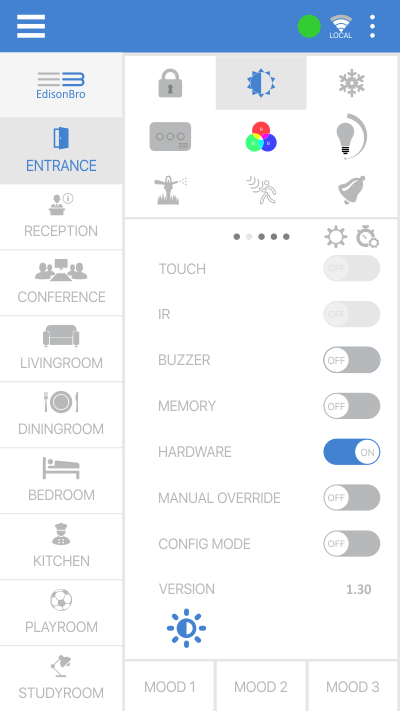 LOCAL
EdisonBro
ENTRANCE
RECEPTION
CONFERENCE
LIVINGROOM
DININGROOM
BEDROOM
KITCHEN
PLAYROOM
STUDYROOM
TOUCH OFF
IR OFF
BUZZER OFF
MEMORY OFF
HARDWARE ON
MANUAL OVERRIDE OFF
CONFIG MODE OFF
VERSION 1.30
MOOD 1 MOOD 2 MOOD 3